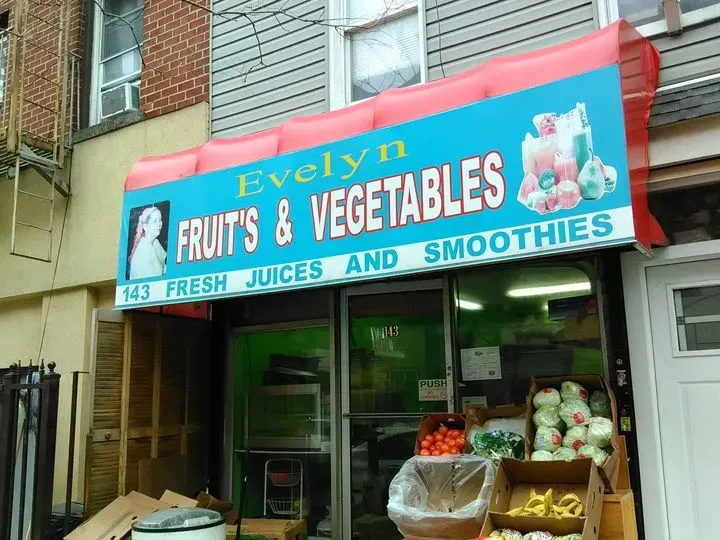 Evelyn
FRUIT'S & VEGETABLES
143 FRESH JUICES AND SMOOTHIES
143
PUSH